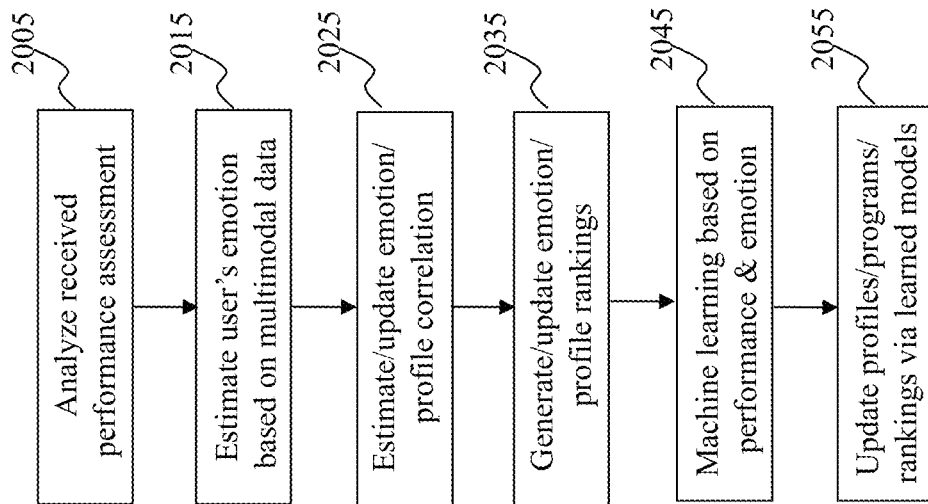 2005
Analyze received
performance assessment
2015
Estimate user's emotion
based on multimodal data
2025
Estimate/update emotion/
profile correlation
2035
Generate/update emotion/
profile rankings
2045
Machine learning based on
performance & emotion
2055
Update profiles/programs/
rankings via learned models